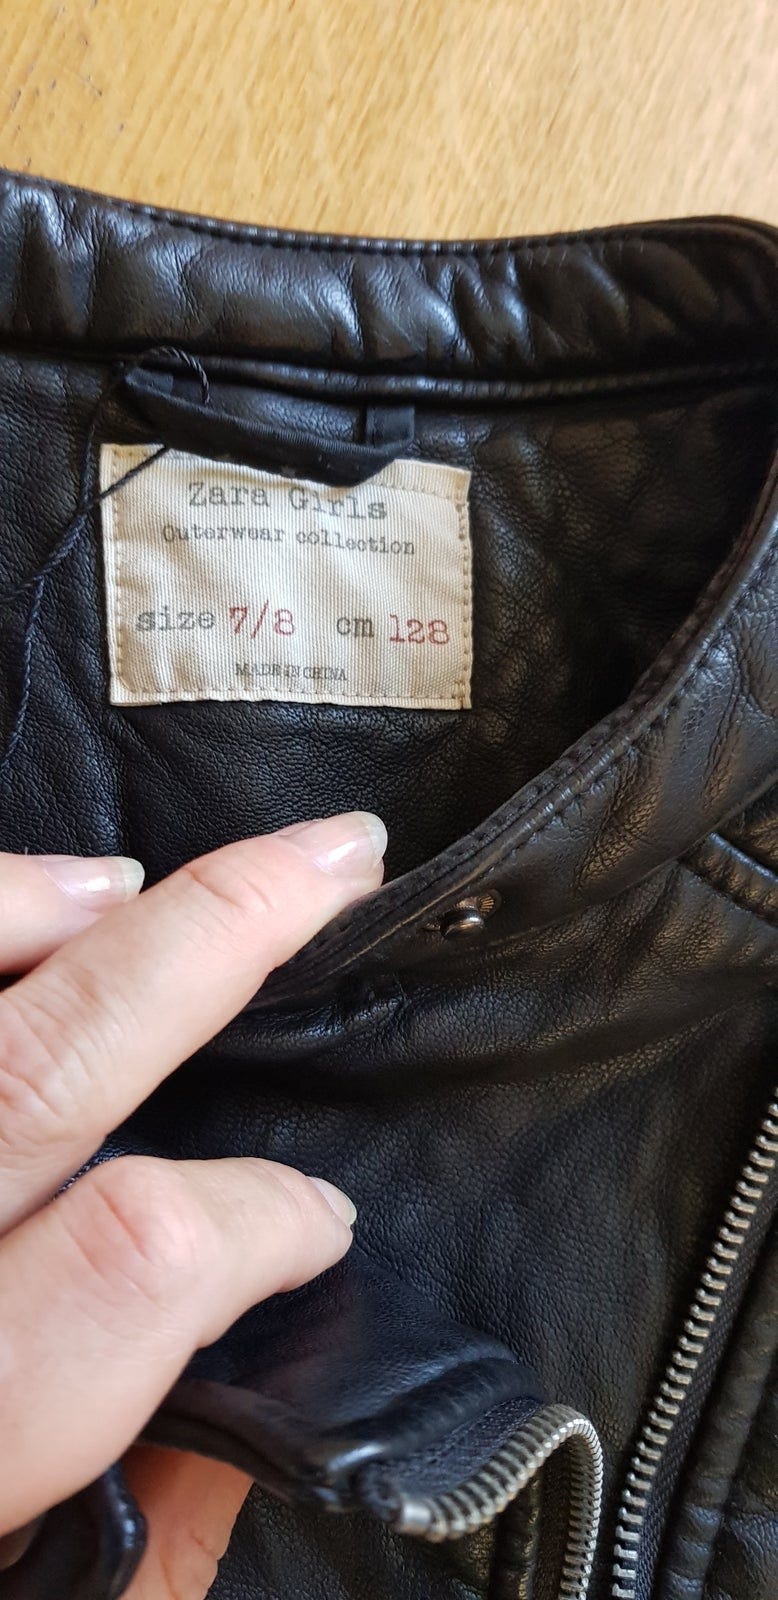 Zara Girls
Outerwear collection
size 7/8 cm 128
MADE IN CHINA